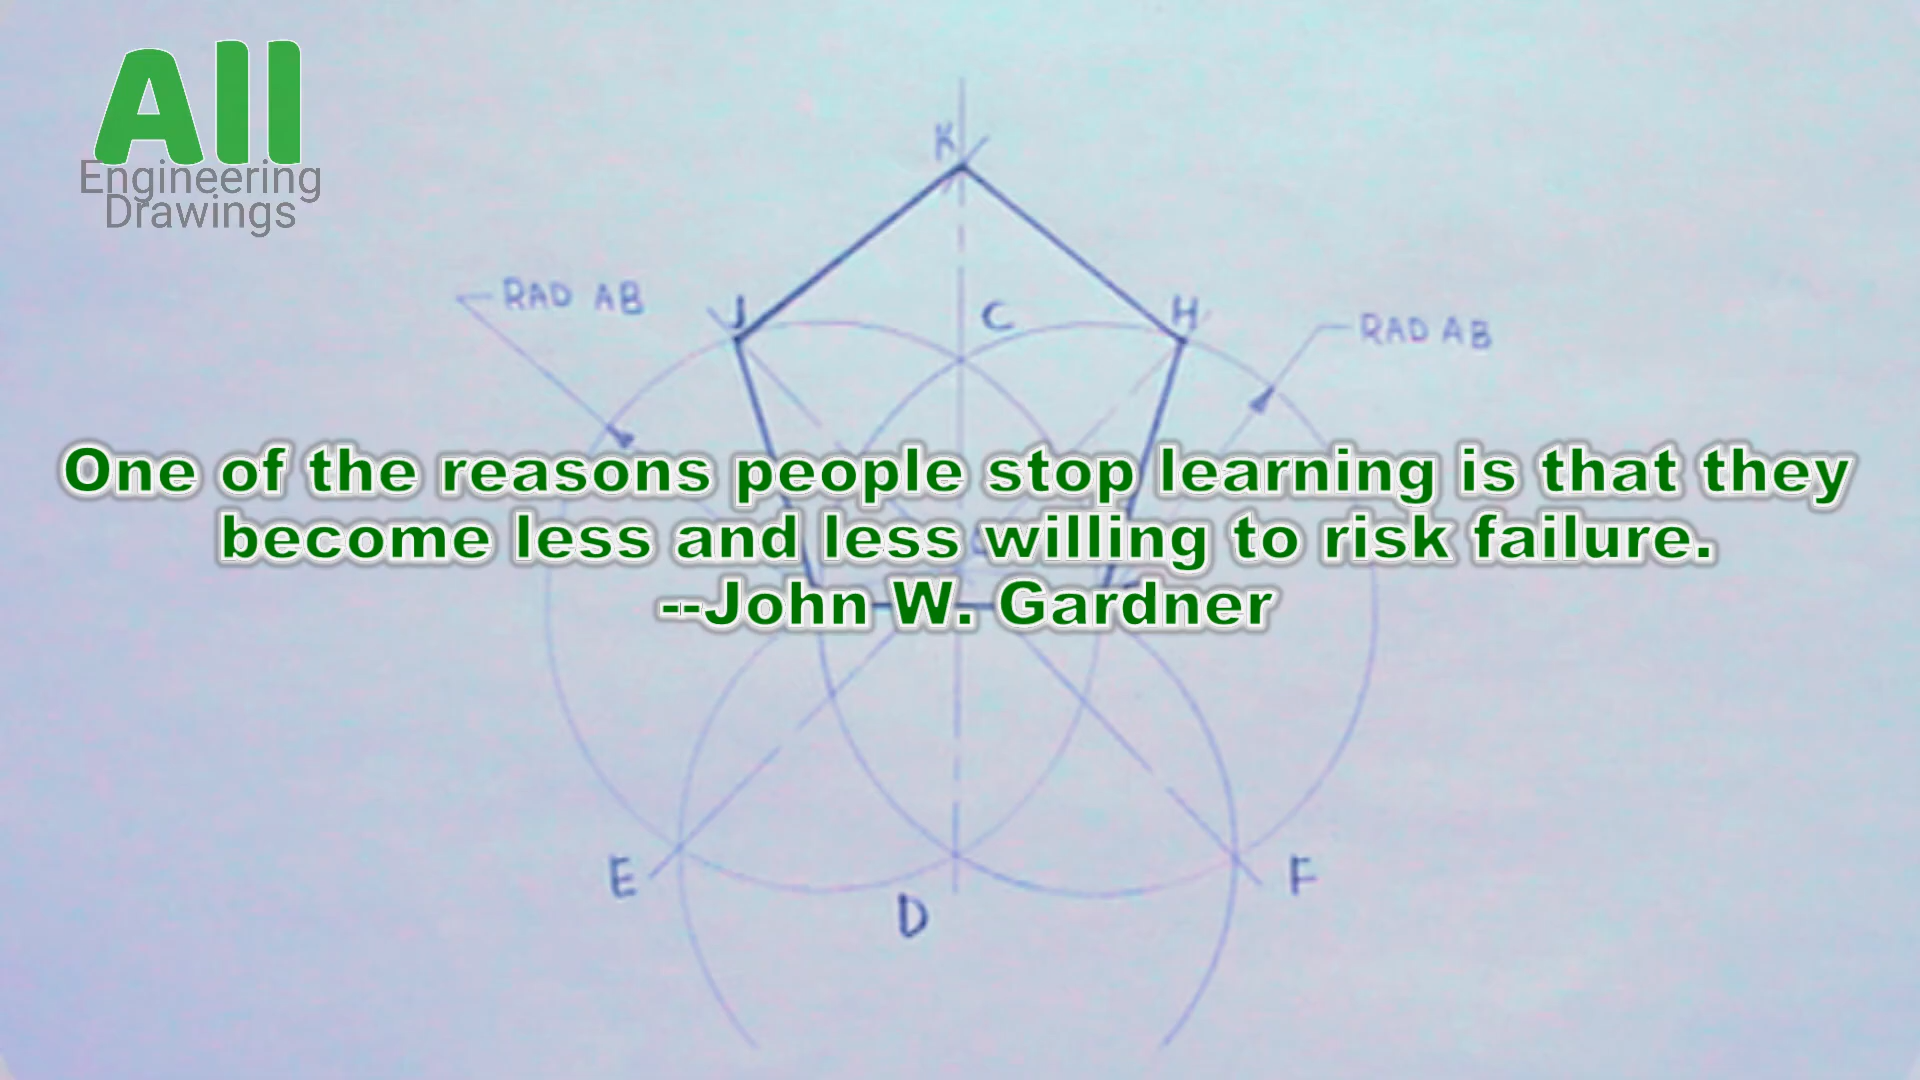 All
Engineering
Drawings
K
RAD AB
J
C
H
RAD AB
One of the reasons people stop learning is that they
become less and less willing to risk failure.
--John W. Gardner
E
D
F